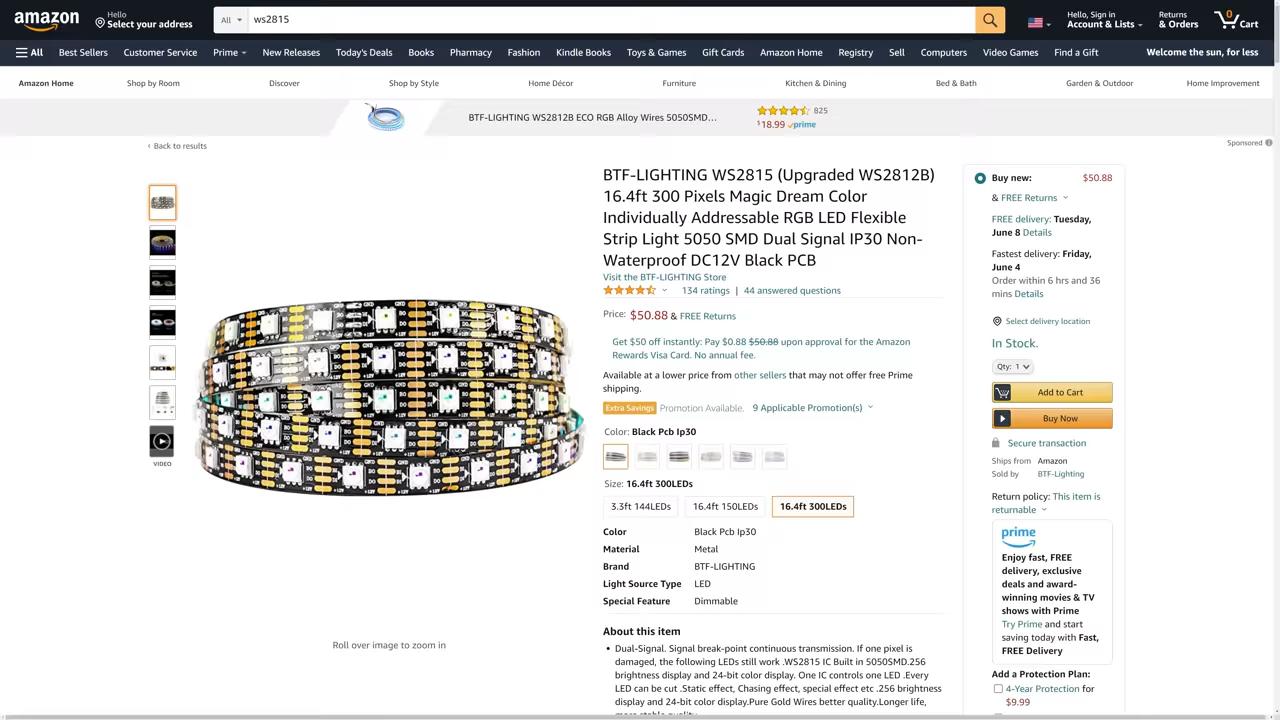 amazon
Hello
Select your address
All
ws2815
Hello, Sign in
Account & Lists
Returns
& Orders
0
Cart
All
Best Sellers
Customer Service
Prime
New Releases
Today's Deals
Books
Pharmacy
Fashion
Kindle Books
Toys & Games
Gift Cards
Amazon Home
Registry
Sell
Computers
Video Games
Find a Gift
Welcome the sun, for less
Amazon Home
Shop by Room
Discover
Shop by Style
Home Décor
Furniture
Kitchen & Dining
Bed & Bath
Garden & Outdoor
Home Improvement
BTF-LIGHTING WS2812B ECO RGB Alloy Wires 5050SMD...
825
$18.99 prime
Sponsored
‹ Back to results
BTF-LIGHTING WS2815 (Upgraded WS2812B)
16.4ft 300 Pixels Magic Dream Color
Individually Addressable RGB LED Flexible
Strip Light 5050 SMD Dual Signal IP30 Non-
Waterproof DC12V Black PCB
Visit the BTF-LIGHTING Store
134 ratings | 44 answered questions
Price: $50.88 & FREE Returns
Get $50 off instantly: Pay $0.88 $50.88 upon approval for the Amazon
Rewards Visa Card. No annual fee.
Available at a lower price from other sellers that may not offer free Prime
shipping.
Extra Savings Promotion Available. 9 Applicable Promotion(s)
Color: Black Pcb Ip30
Size: 16.4ft 300LEDs
3.3ft 144LEDs
16.4ft 150LEDs
16.4ft 300LEDs
Color Black Pcb Ip30
Material Metal
Brand BTF-LIGHTING
Light Source Type LED
Special Feature Dimmable
About this item
• Dual-Signal. Signal break-point continuous transmission. If one pixel is
damaged, the following LEDs still work .WS2815 IC Built in 5050SMD.256
brightness display and 24-bit color display. One IC controls one LED .Every
LED can be cut .Static effect, Chasing effect, special effect etc .256 brightness
display and 24-bit color display.Pure Gold Wires better quality.Longer life,
VIDEO
Roll over image to zoom in
Buy new: $50.88
& FREE Returns
FREE delivery: Tuesday,
June 8 Details
Fastest delivery: Friday,
June 4
Order within 6 hrs and 36
mins Details
Select delivery location
In Stock.
Qty: 1
Add to Cart
Buy Now
Secure transaction
Ships from Amazon
Sold by BTF-Lighting
Return policy: This item is
returnable
prime
Enjoy fast, FREE
delivery, exclusive
deals and award-
winning movies & TV
shows with Prime
Try Prime and start
saving today with Fast,
FREE Delivery
Add a Protection Plan:
4-Year Protection for
$9.99